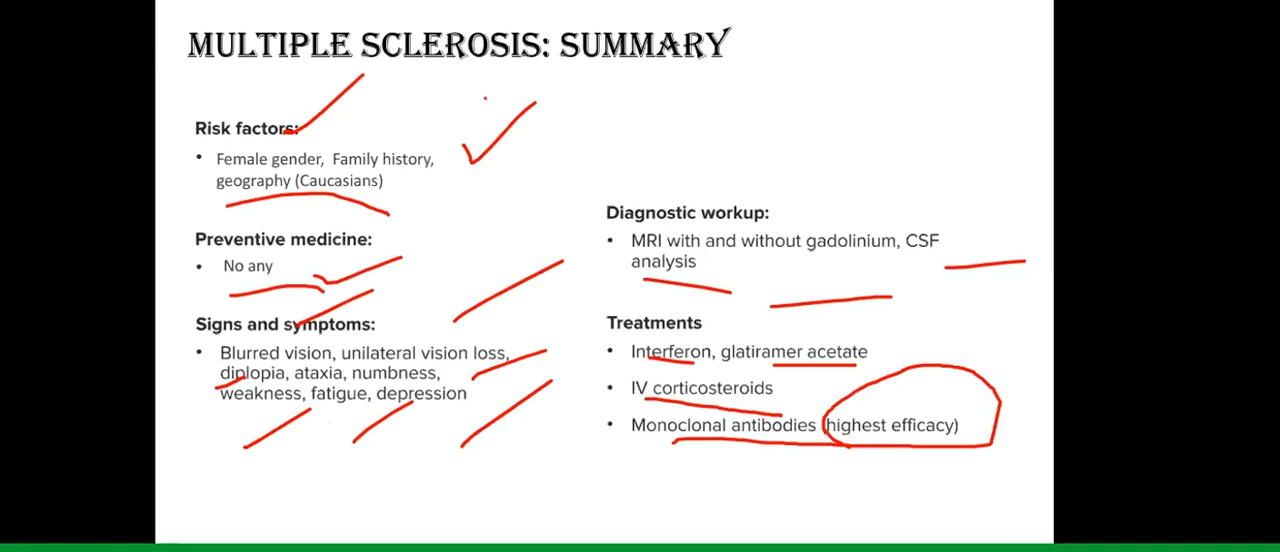 MULTIPLE SCLEROSIS: SUMMARY
Risk factors:
• Female gender, Family history,
geography (Caucasians)
Preventive medicine:
• No any
Signs and symptoms:
• Blurred vision, unilateral vision loss,
diplopia, ataxia, numbness,
weakness, fatigue, depression
Diagnostic workup:
• MRI with and without gadolinium, CSF
analysis
Treatments
• Interferon, glatiramer acetate
• IV corticosteroids
• Monoclonal antibodies (highest efficacy)